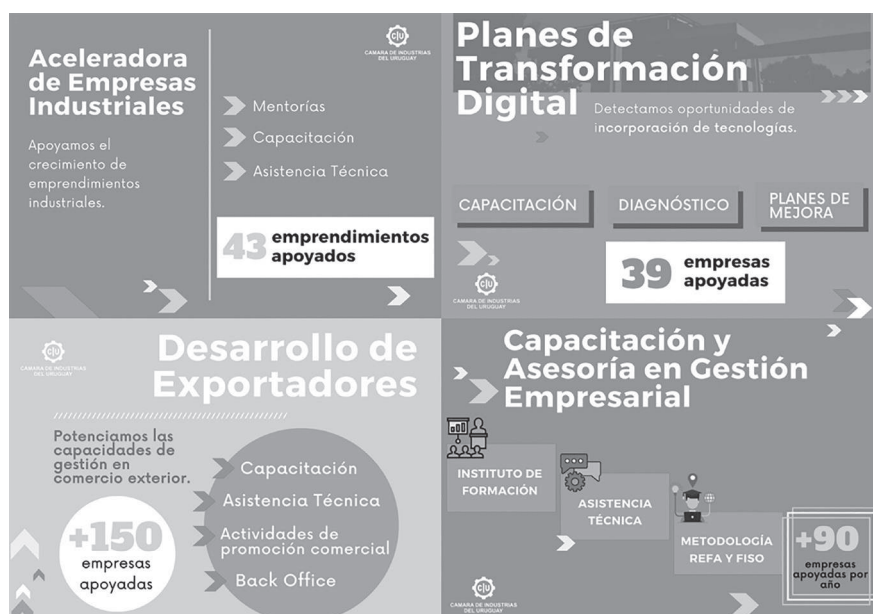 Aceleradora
de Empresas
Industriales
Apoyamos el
crecimiento de
emprendimientos
industriales.
CIU
CAMARA DE INDUSTRIAS
DEL URUGUAY
Mentorías
Capacitación
Asistencia Técnica
43 emprendimientos
apoyados
Planes de
Transformación
Digital
Detectamos oportunidades de
incorporación de tecnologías.
CAPACITACIÓN
DIAGNÓSTICO
PLANES DE
MEJORA
39 empresas
apoyadas
CIU
CAMARA DE INDUSTRIAS
DEL URUGUAY
CIU
CAMARA DE INDUSTRIAS
DEL URUGUAY
Desarrollo de
Exportadores
Potenciamos las
capacidades de
gestión en
comercio exterior.
+150
empresas
apoyadas
Capacitación
Asistencia Técnica
Actividades de
promoción comercial
Back Office
Capacitación y
Asesoría en Gestión
Empresarial
INSTITUTO DE
FORMACIÓN
ASISTENCIA
TÉCNICA
METODOLOGÍA
REFA Y FISO
+90
empresas
apoyadas por
año
CIU
CAMARA DE INDUSTRIAS
DEL URUGUAY